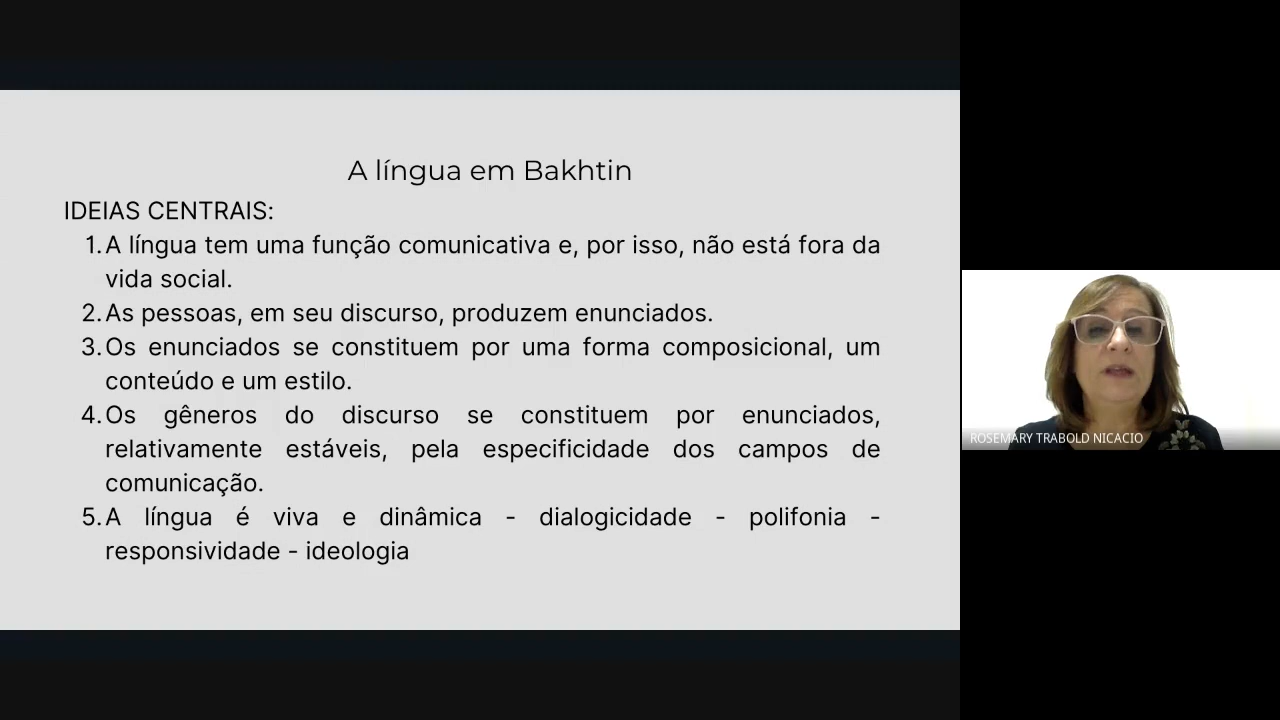 A língua em Bakhtin
IDEIAS CENTRAIS:
1. A língua tem uma função comunicativa e, por isso, não está fora da
vida social.
2. As pessoas, em seu discurso, produzem enunciados.
3. Os enunciados se constituem por uma forma composicional, um
conteúdo e um estilo.
4. Os gêneros do discurso se constituem por enunciados,
relativamente estáveis, pela especificidade dos campos de
comunicação.
5. A língua é viva e dinâmica - dialogicidade - polifonia -
responsividade - ideologia
ROSEMARY TRABOLD NICACIO